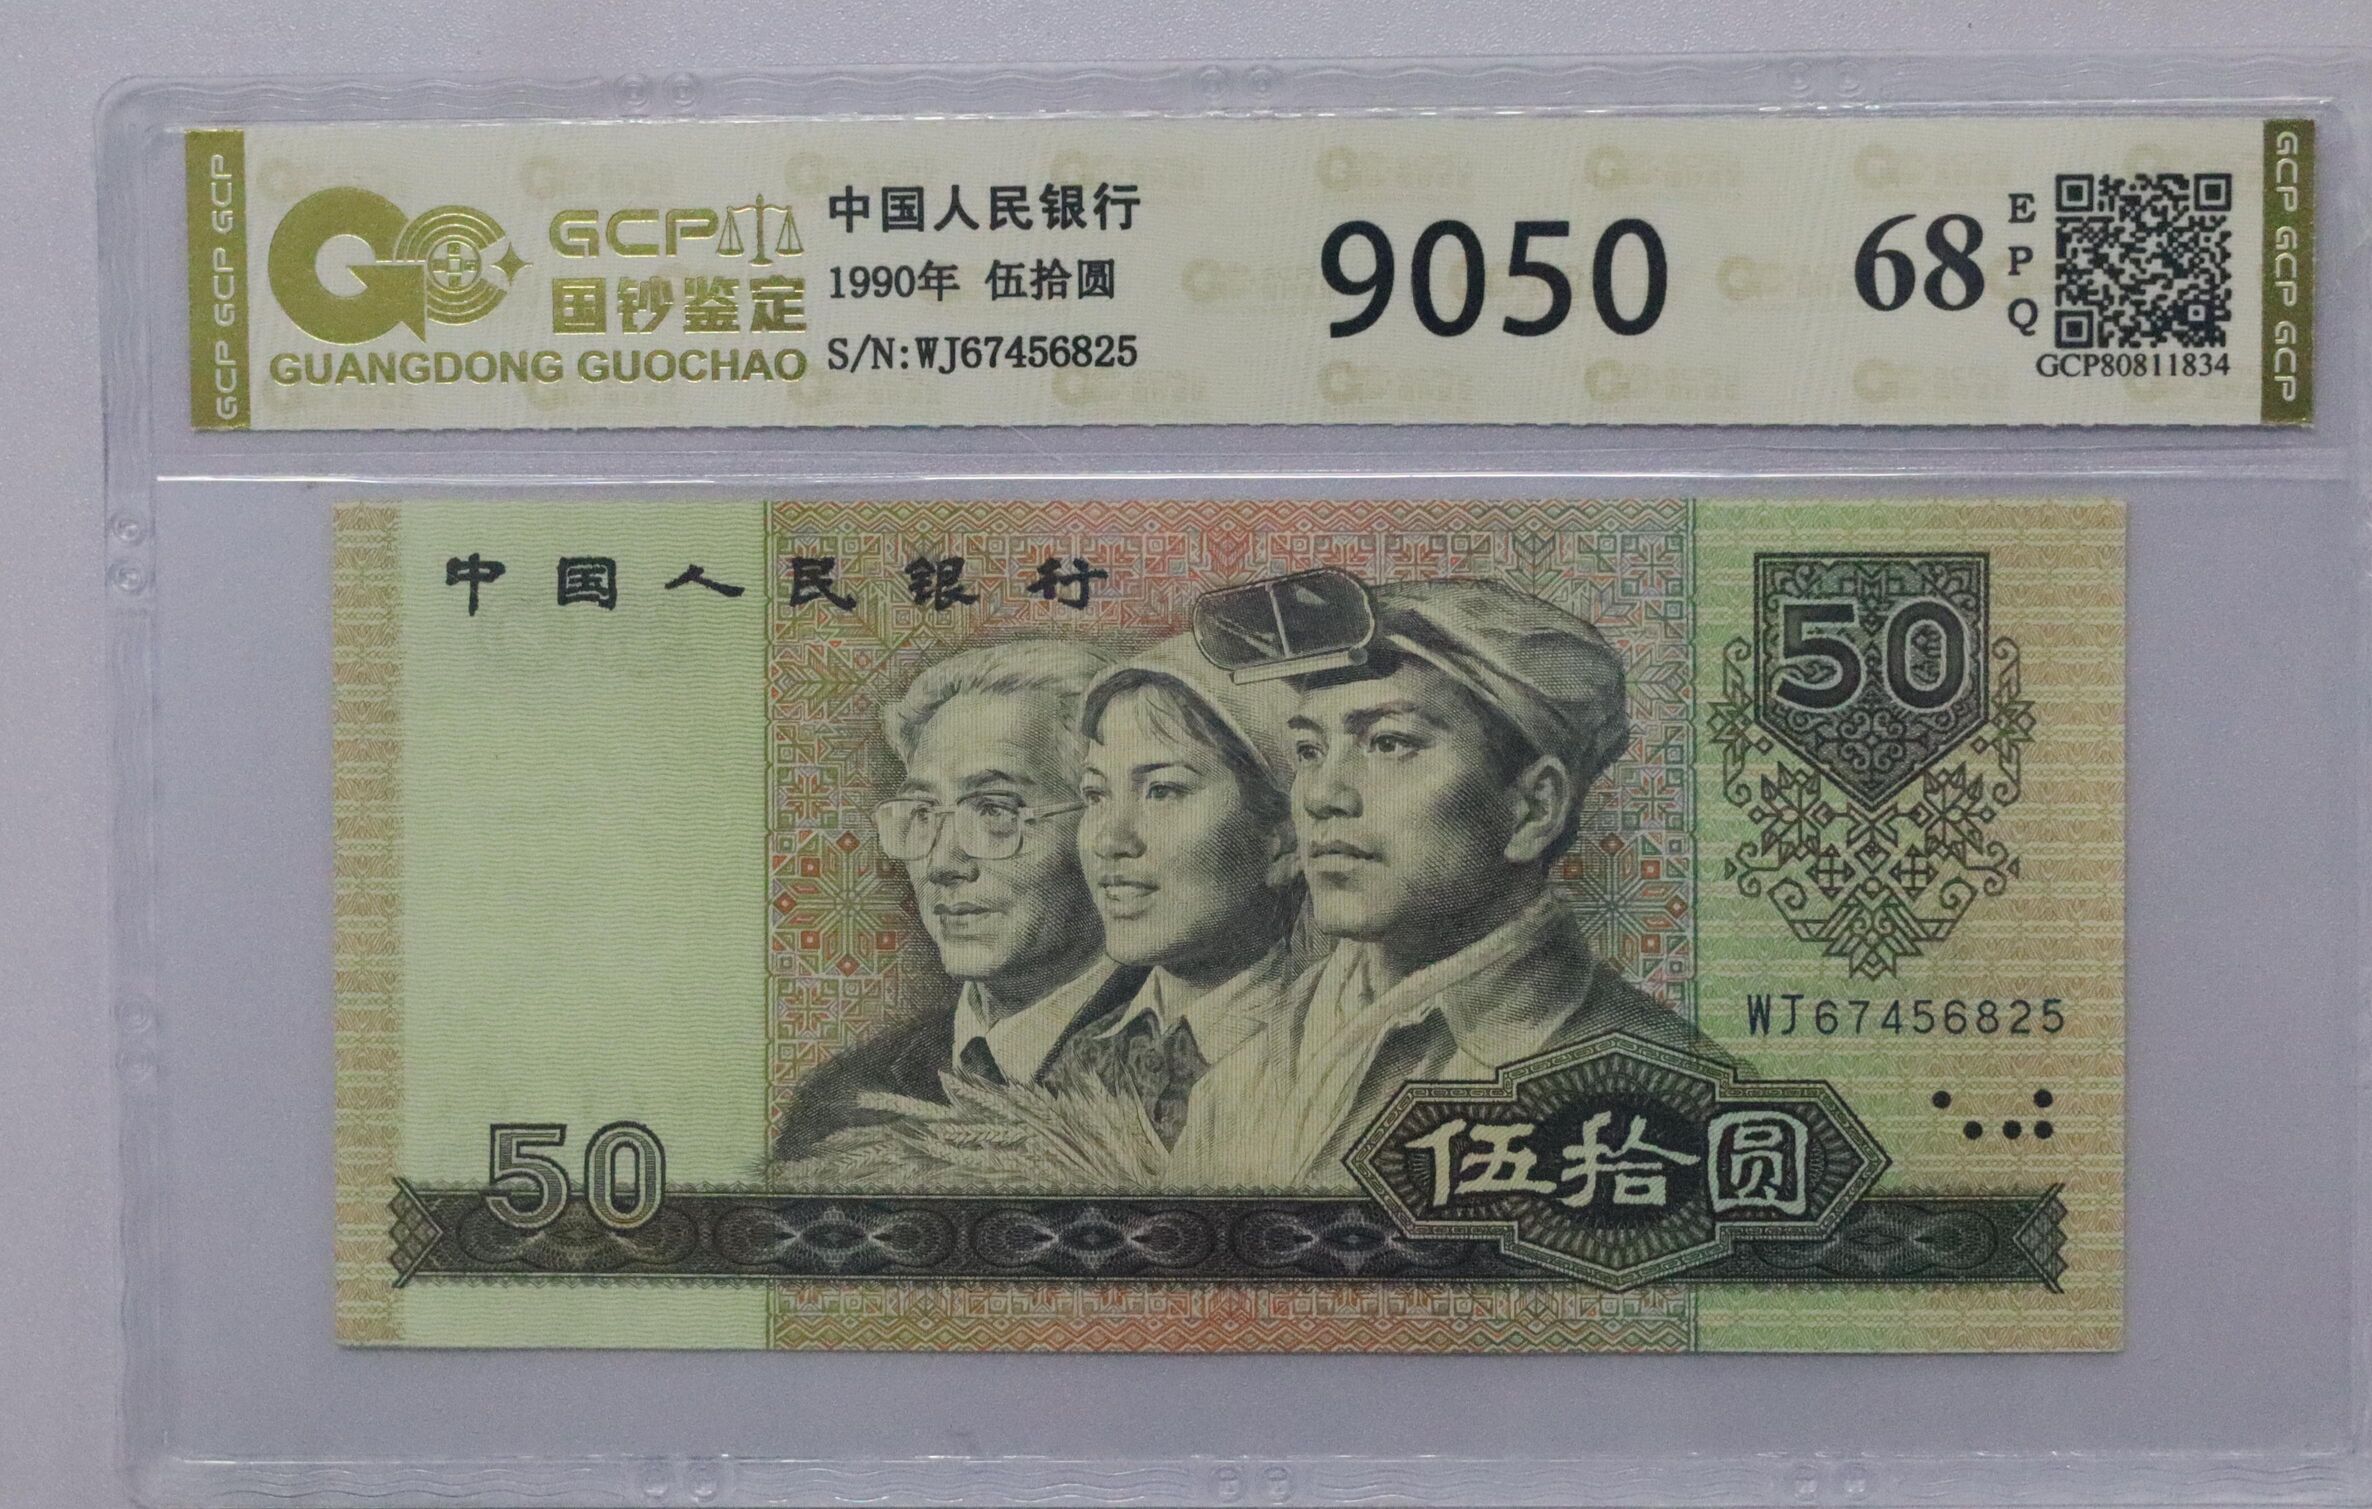 GCP GCP GCP
GCP
国钞鉴定
GUANGDONG GUOCHAO
中国人民银行
1990年 伍拾圆
S/N:WJ67456825
9050
68
EPQ
GCP80811834
GCP GCP GCP
中国人民银行
50
WJ67456825
50
伍拾圆